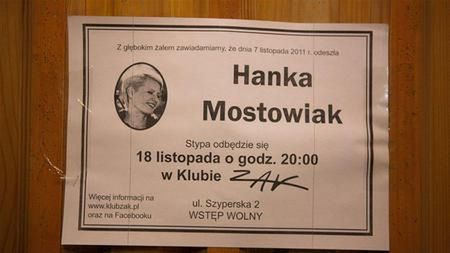 Z głębokim żalem zawiadamiamy, że dnia 7 listopada 2011 r. odeszła
Hanka
Mostowiak
Stypa odbędzie się
18 listopada o godz. 20:00
w Klubie ZAK
Więcej informacji na
www.klubzak.pl
oraz na Facebooku
ul. Szyperska 2
WSTĘP WOLNY